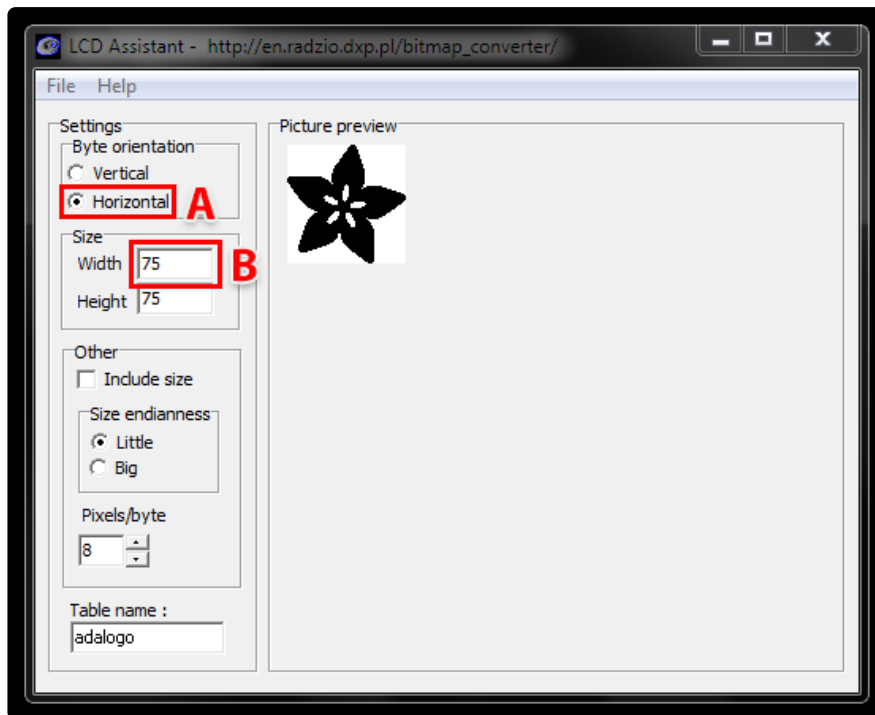 LCD Assistant - http://en.radzio.dxp.pl/bitmap_converter/
File Help
Settings
Byte orientation
Vertical
Horizontal A
Size
Width 75 B
Height 75
Other
Include size
Size endianness
Little
Big
Pixels/byte
8
Table name :
adalogo
Picture preview